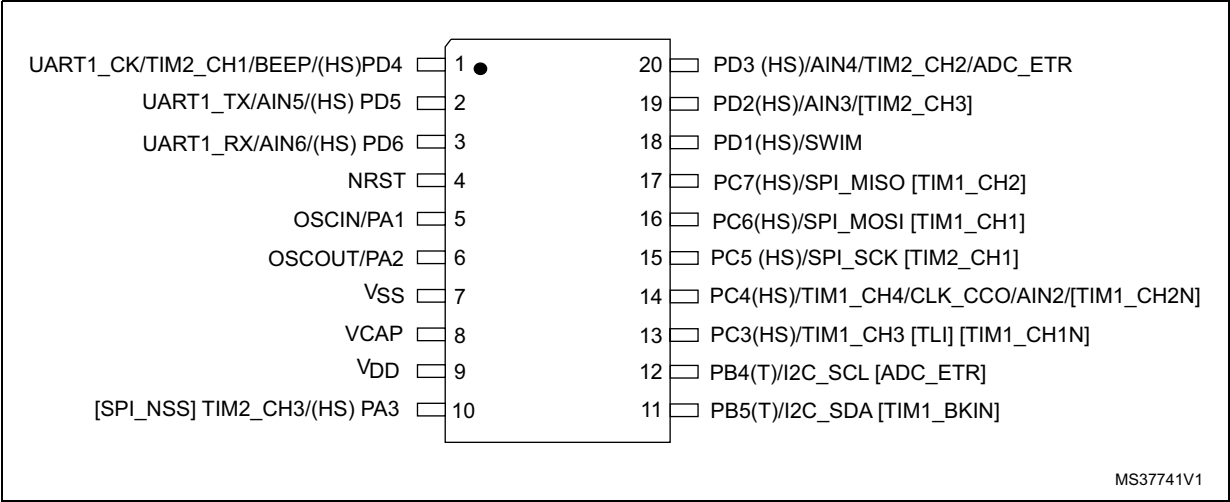 UART1_CK/TIM2_CH1/BEEP/(HS)PD4 1 20 PD3 (HS)/AIN4/TIM2_CH2/ADC_ETR
UART1_TX/AIN5/(HS) PD5 2 19 PD2(HS)/AIN3/[TIM2_CH3]
UART1_RX/AIN6/(HS) PD6 3 18 PD1(HS)/SWIM
NRST 4 17 PC7(HS)/SPI_MISO [TIM1_CH2]
OSCIN/PA1 5 16 PC6(HS)/SPI_MOSI [TIM1_CH1]
OSCOUT/PA2 6 15 PC5 (HS)/SPI_SCK [TIM2_CH1]
VSS 7 14 PC4(HS)/TIM1_CH4/CLK_CCO/AIN2/[TIM1_CH2N]
VCAP 8 13 PC3(HS)/TIM1_CH3 [TLI] [TIM1_CH1N]
VDD 9 12 PB4(T)/I2C_SCL [ADC_ETR]
[SPI_NSS] TIM2_CH3/(HS) PA3 10 11 PB5(T)/I2C_SDA [TIM1_BKIN]
MS37741V1